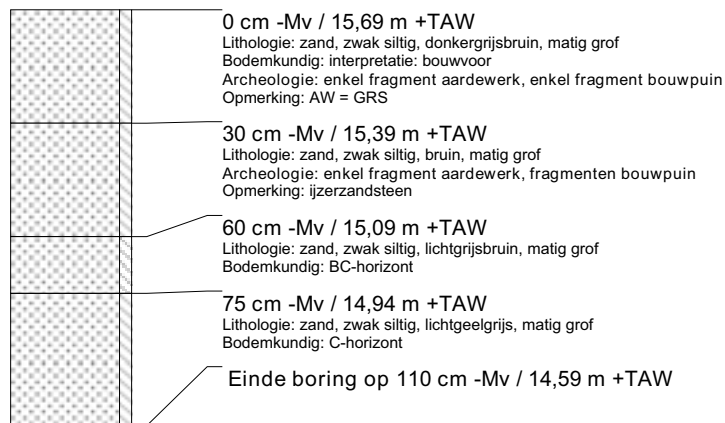 0 cm -Mv / 15,69 m +TAW
Lithologie: zand, zwak siltig, donkergrijsbruin, matig grof
Bodemkundig: interpretatie: bouwvoor
Archeologie: enkel fragment aardewerk, enkel fragment bouwpuin
Opmerking: AW = GRS
30 cm -Mv / 15,39 m +TAW
Lithologie: zand, zwak siltig, bruin, matig grof
Archeologie: enkel fragment aardewerk, fragmenten bouwpuin
Opmerking: ijzerzandsteen
60 cm -Mv / 15,09 m +TAW
Lithologie: zand, zwak siltig, lichtgrijsbruin, matig grof
Bodemkundig: BC-horizont
75 cm -Mv / 14,94 m +TAW
Lithologie: zand, zwak siltig, lichtgeelgrijs, matig grof
Bodemkundig: C-horizont
Einde boring op 110 cm -Mv / 14,59 m +TAW